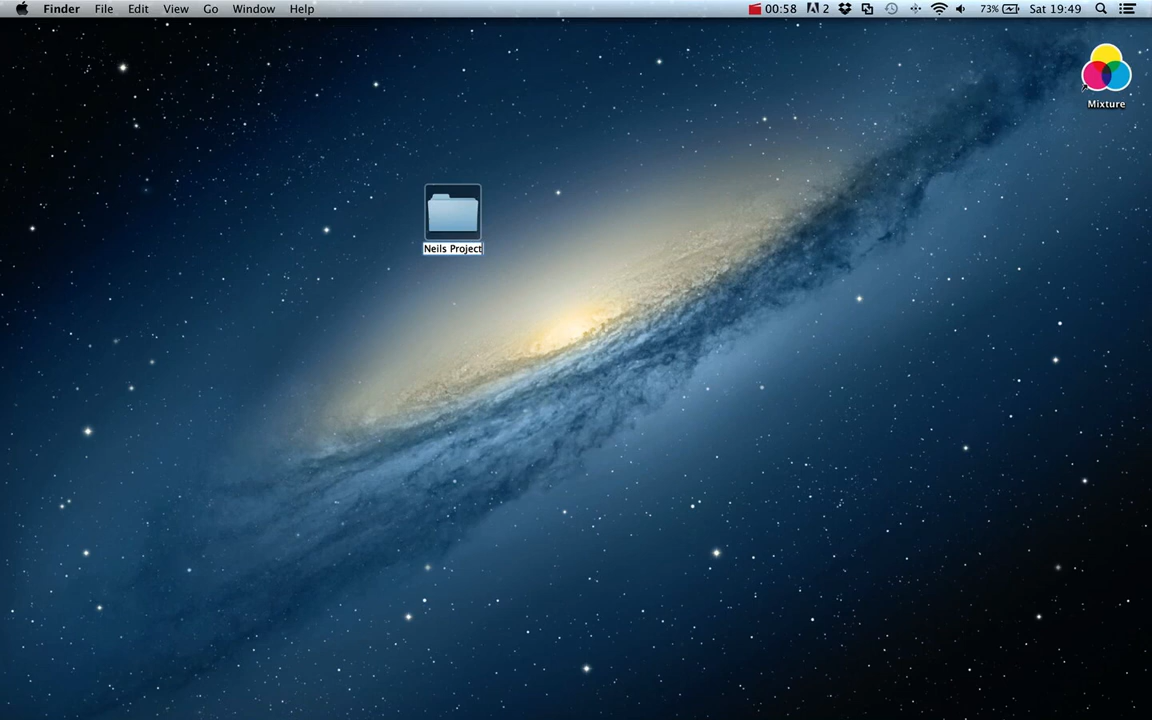 Finder File Edit View Go Window Help 00:58 2 73% Sat 19:49
Mixture
Neils Project